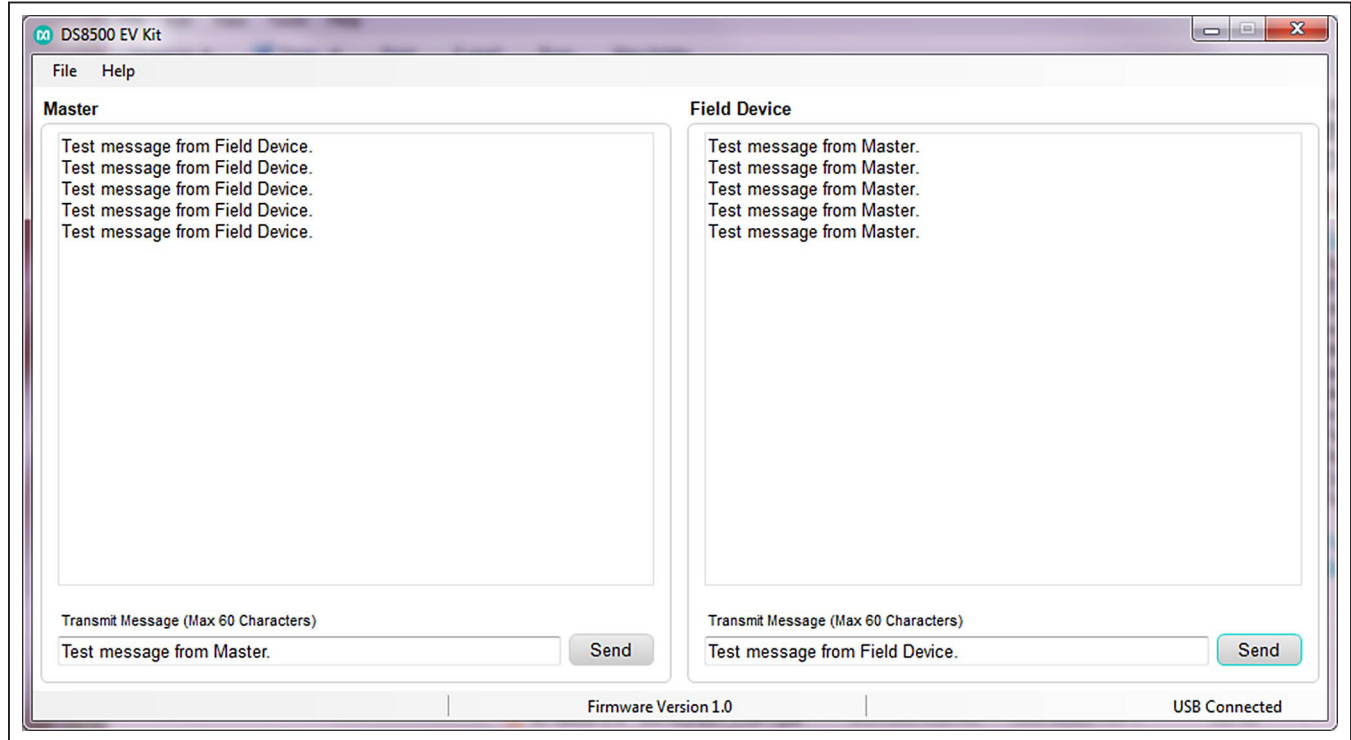 DS8500 EV Kit
File Help
Master
Test message from Field Device.
Test message from Field Device.
Test message from Field Device.
Test message from Field Device.
Test message from Field Device.
Transmit Message (Max 60 Characters)
Test message from Master.
Send
Field Device
Test message from Master.
Test message from Master.
Test message from Master.
Test message from Master.
Test message from Master.
Transmit Message (Max 60 Characters)
Test message from Field Device.
Send
Firmware Version 1.0
USB Connected